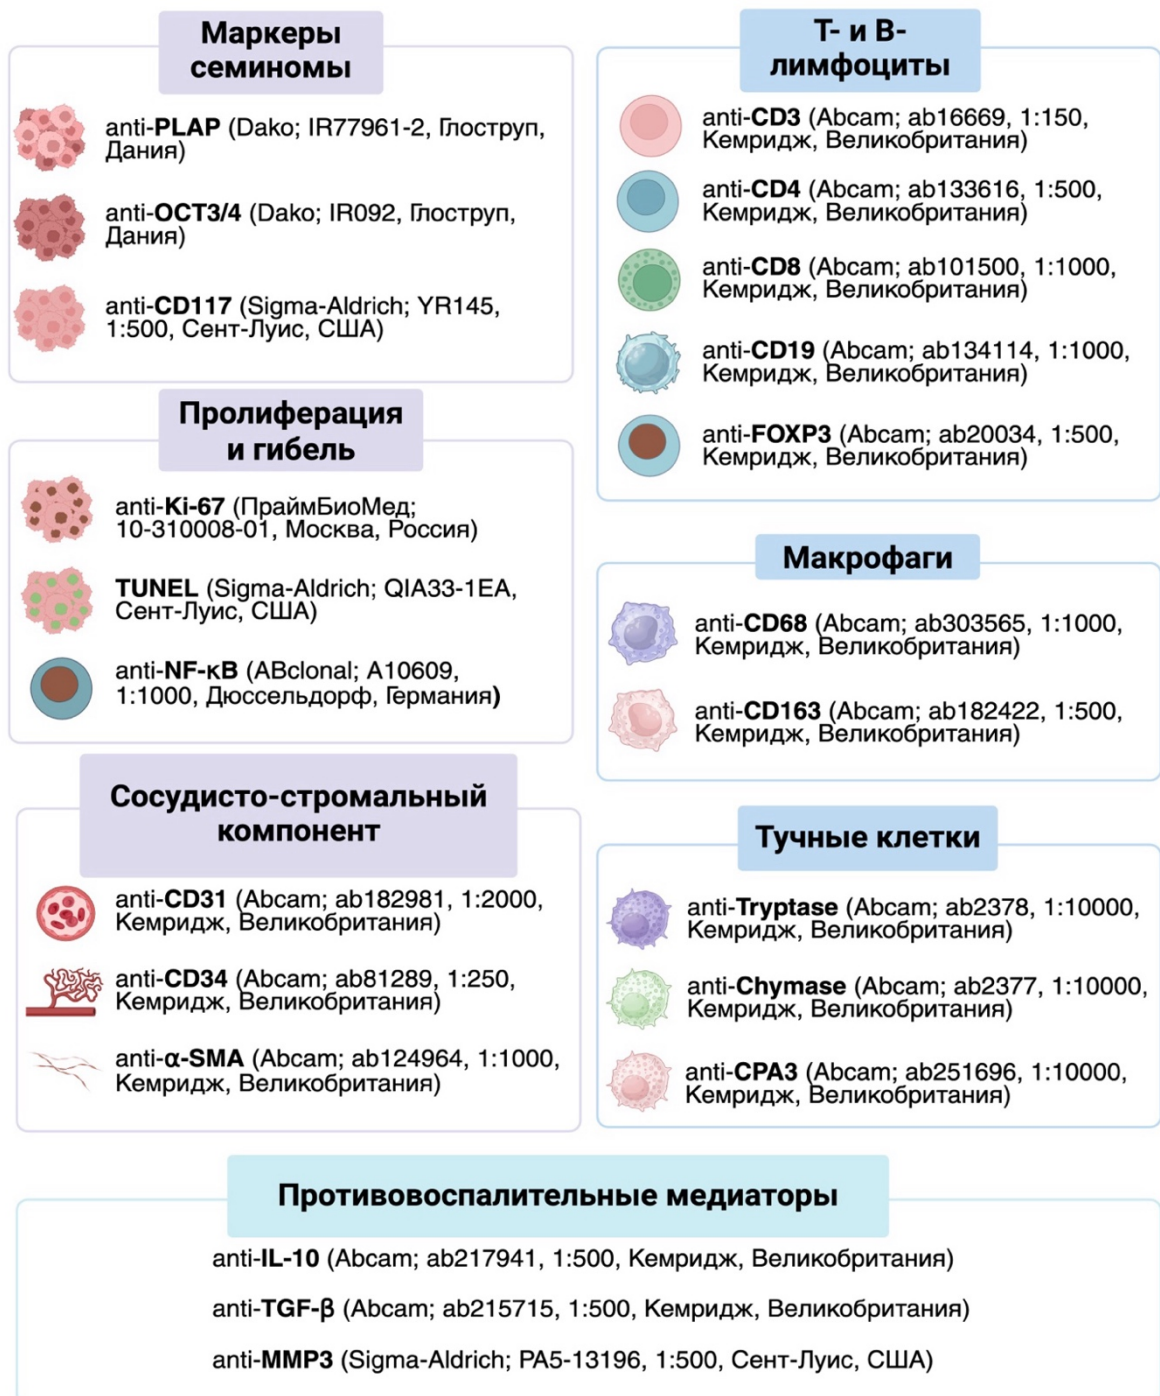 Маркеры
семиномы
anti-PLAP (Dako; IR77961-2, Глоструп,
Дания)
anti-OCT3/4 (Dako; IR092, Глоструп,
Дания)
anti-CD117 (Sigma-Aldrich; YR145,
1:500, Сент-Луис, США)
Пролиферация
и гибель
anti-Ki-67 (ПраймБиоМед;
10-310008-01, Москва, Россия)
TUNEL (Sigma-Aldrich; QIA33-1EA,
Сент-Луис, США)
anti-NF-κB (ABclonal; A10609,
1:1000, Дюссельдорф, Германия)
Сосудисто-стромальный
компонент
anti-CD31 (Abcam; ab182981, 1:2000,
Кемридж, Великобритания)
anti-CD34 (Abcam; ab81289, 1:250,
Кемридж, Великобритания)
anti-α-SMA (Abcam; ab124964, 1:1000,
Кемридж, Великобритания)
Т- и В-
лимфоциты
anti-CD3 (Abcam; ab16669, 1:150,
Кемридж, Великобритания)
anti-CD4 (Abcam; ab133616, 1:500,
Кемридж, Великобритания)
anti-CD8 (Abcam; ab101500, 1:1000,
Кемридж, Великобритания)
anti-CD19 (Abcam; ab134114, 1:1000,
Кемридж, Великобритания)
anti-FOXP3 (Abcam; ab20034, 1:500,
Кемридж, Великобритания)
Макрофаги
anti-CD68 (Abcam; ab303565, 1:1000,
Кемридж, Великобритания)
anti-CD163 (Abcam; ab182422, 1:500,
Кемридж, Великобритания)
Тучные клетки
anti-Tryptase (Abcam; ab2378, 1:10000,
Кемридж, Великобритания)
anti-Chymase (Abcam; ab2377, 1:10000,
Кемридж, Великобритания)
anti-CPA3 (Abcam; ab251696, 1:10000,
Кемридж, Великобритания)
Противовоспалительные медиаторы
anti-IL-10 (Abcam; ab217941, 1:500, Кемридж, Великобритания)
anti-TGF-β (Abcam; ab215715, 1:500, Кемридж, Великобритания)
anti-MMP3 (Sigma-Aldrich; PA5-13196, 1:500, Сент-Луис, США)